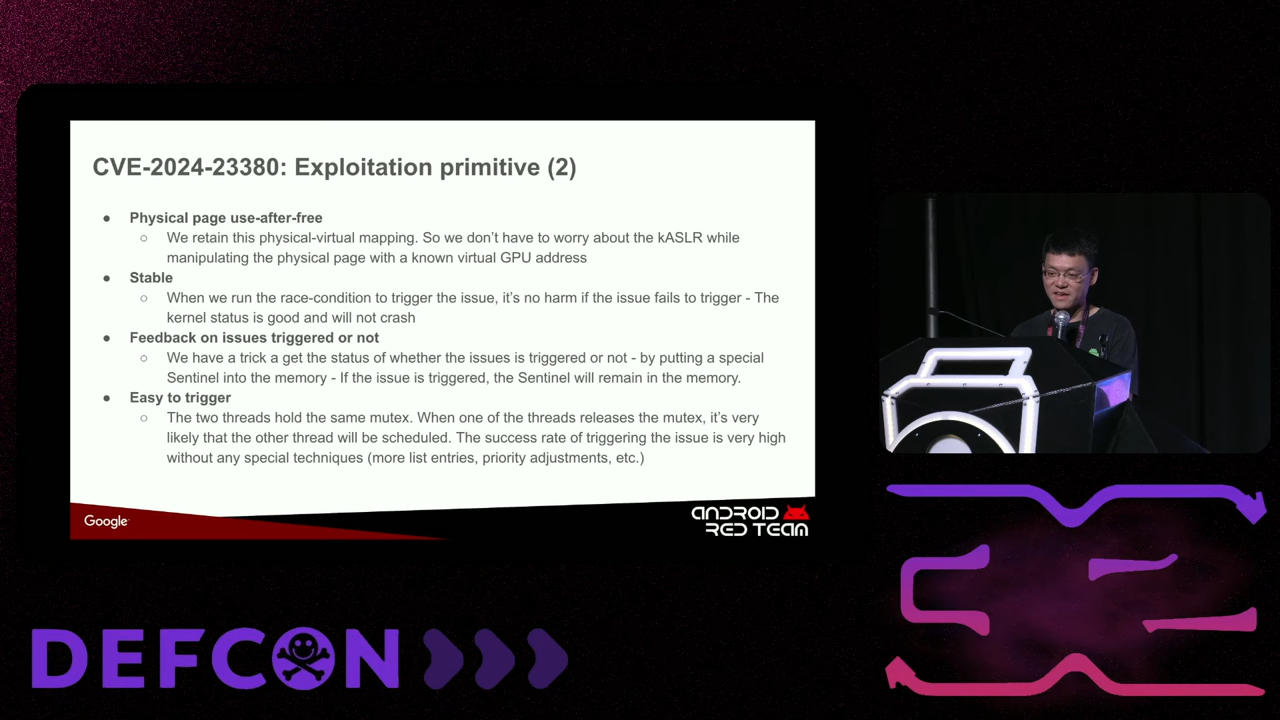 CVE-2024-23380: Exploitation primitive (2)
● Physical page use-after-free
○ We retain this physical-virtual mapping. So we don't have to worry about the kASLR while
manipulating the physical page with a known virtual GPU address
● Stable
○ When we run the race-condition to trigger the issue, it's no harm if the issue fails to trigger - The
kernel status is good and will not crash
● Feedback on issues triggered or not
○ We have a trick a get the status of whether the issues is triggered or not - by putting a special
Sentinel into the memory - If the issue is triggered, the Sentinel will remain in the memory.
● Easy to trigger
○ The two threads hold the same mutex. When one of the threads releases the mutex, it's very
likely that the other thread will be scheduled. The success rate of triggering the issue is very high
without any special techniques (more list entries, priority adjustments, etc.)
Google
ANDROID
RED TEAM
DEFCON